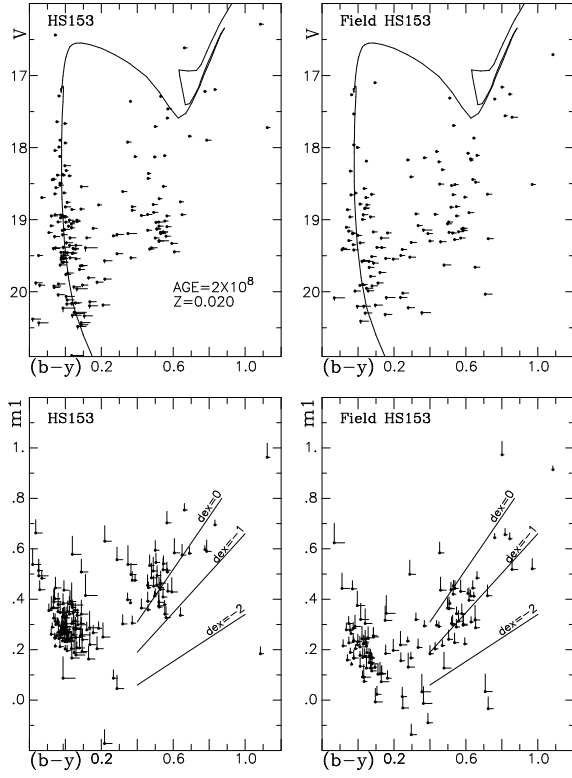 HS153
Field HS153
V
V
17
17
18
18
19
19
20
20
AGE=2X10^8
Z=0.020
(b-y) 0.2 0.6 1.0
(b-y) 0.2 0.6 1.0
m1
m1
HS153
Field HS153
1.
1.
.8
.8
.6
.6
.4
.4
.2
.2
.0
.0
dex=0
dex=-1
dex=-2
dex=0
dex=-1
dex=-2
(b-y) 0.2 0.6 1.0
(b-y) 0.2 0.6 1.0